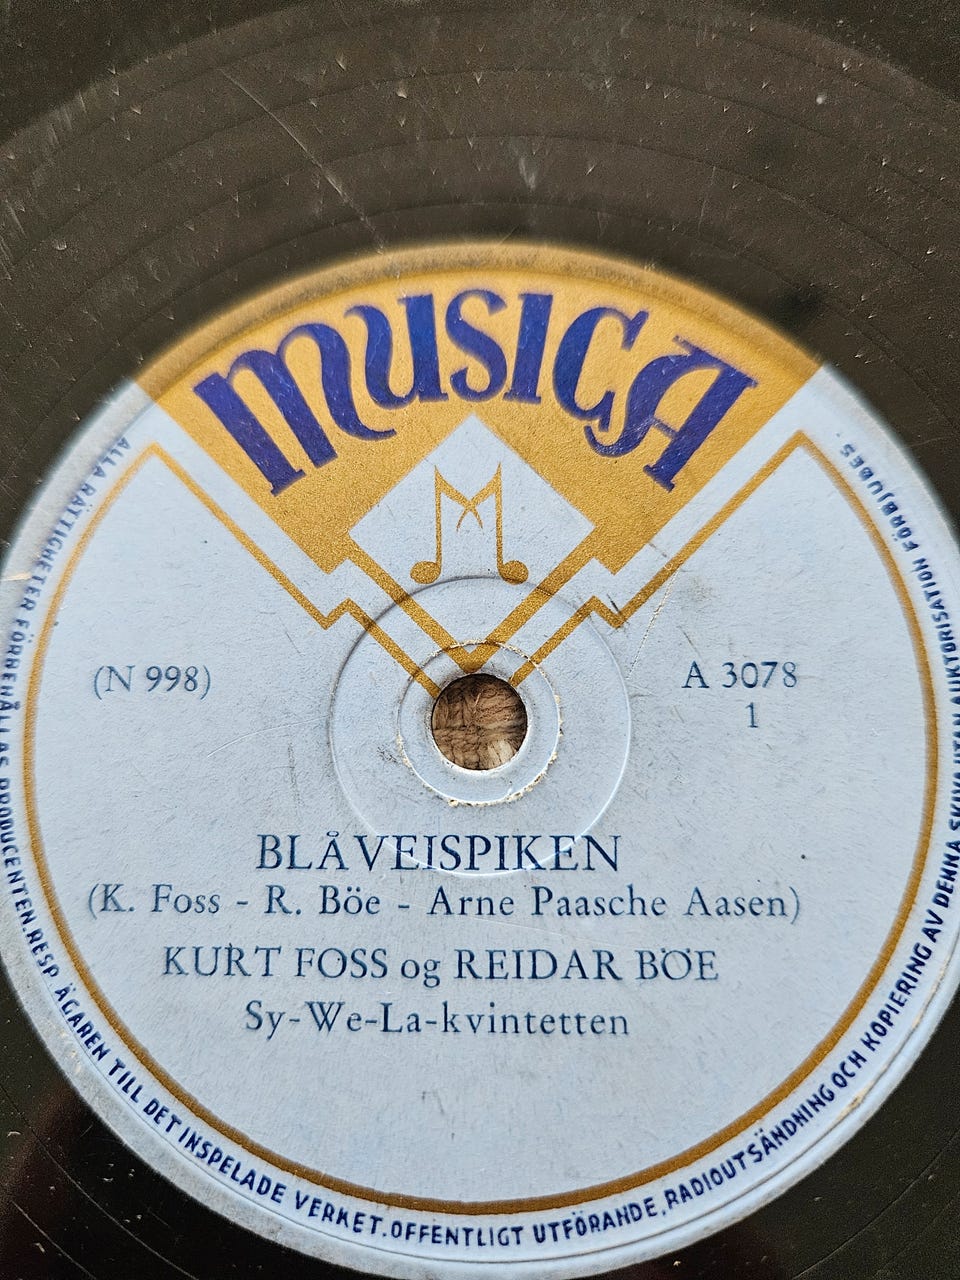 MUSICA
(N 998)
A 3078
1
BLÅVEISPIKEN
(K. Foss - R. Böe - Arne Paasche Aasen)
KURT FOSS og REIDAR BÖE
Sy-We-La-kvintetten
ALLA RÄTTIGHETER FÖRBEHÅLLAS PRODUCENTEN.RESP. ÄGAREN TILL DET INSPELADE VERKET.OFFENTLIGT UTFÖRANDE,RADIOUTSÄNDNING OCH KOPIERING AV DENNA SKIVA UTAN AUKTORISATION FÖRBJUDES.